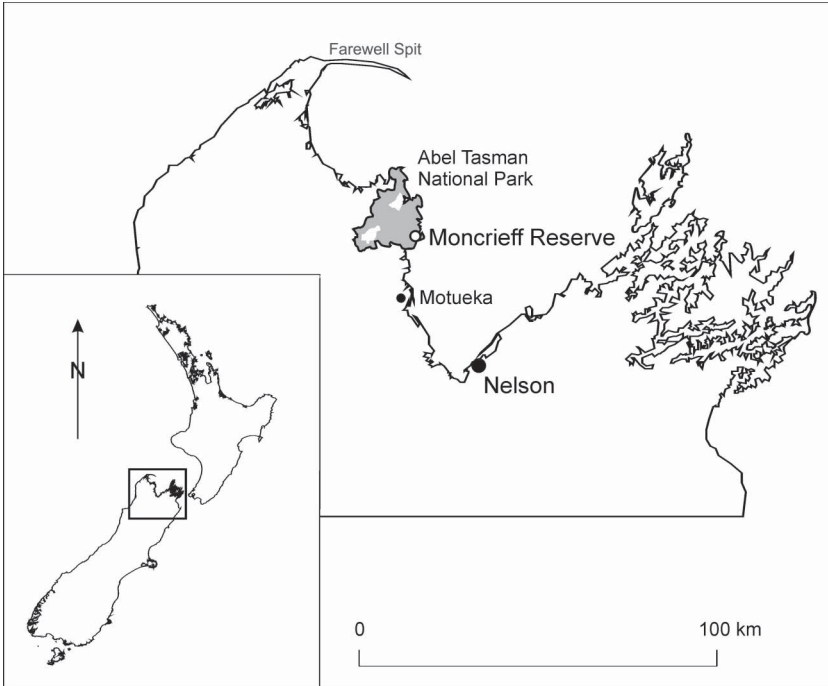 Farewell Spit
Abel Tasman
National Park
Moncrieff Reserve
Motueka
Nelson
N
0
100 km